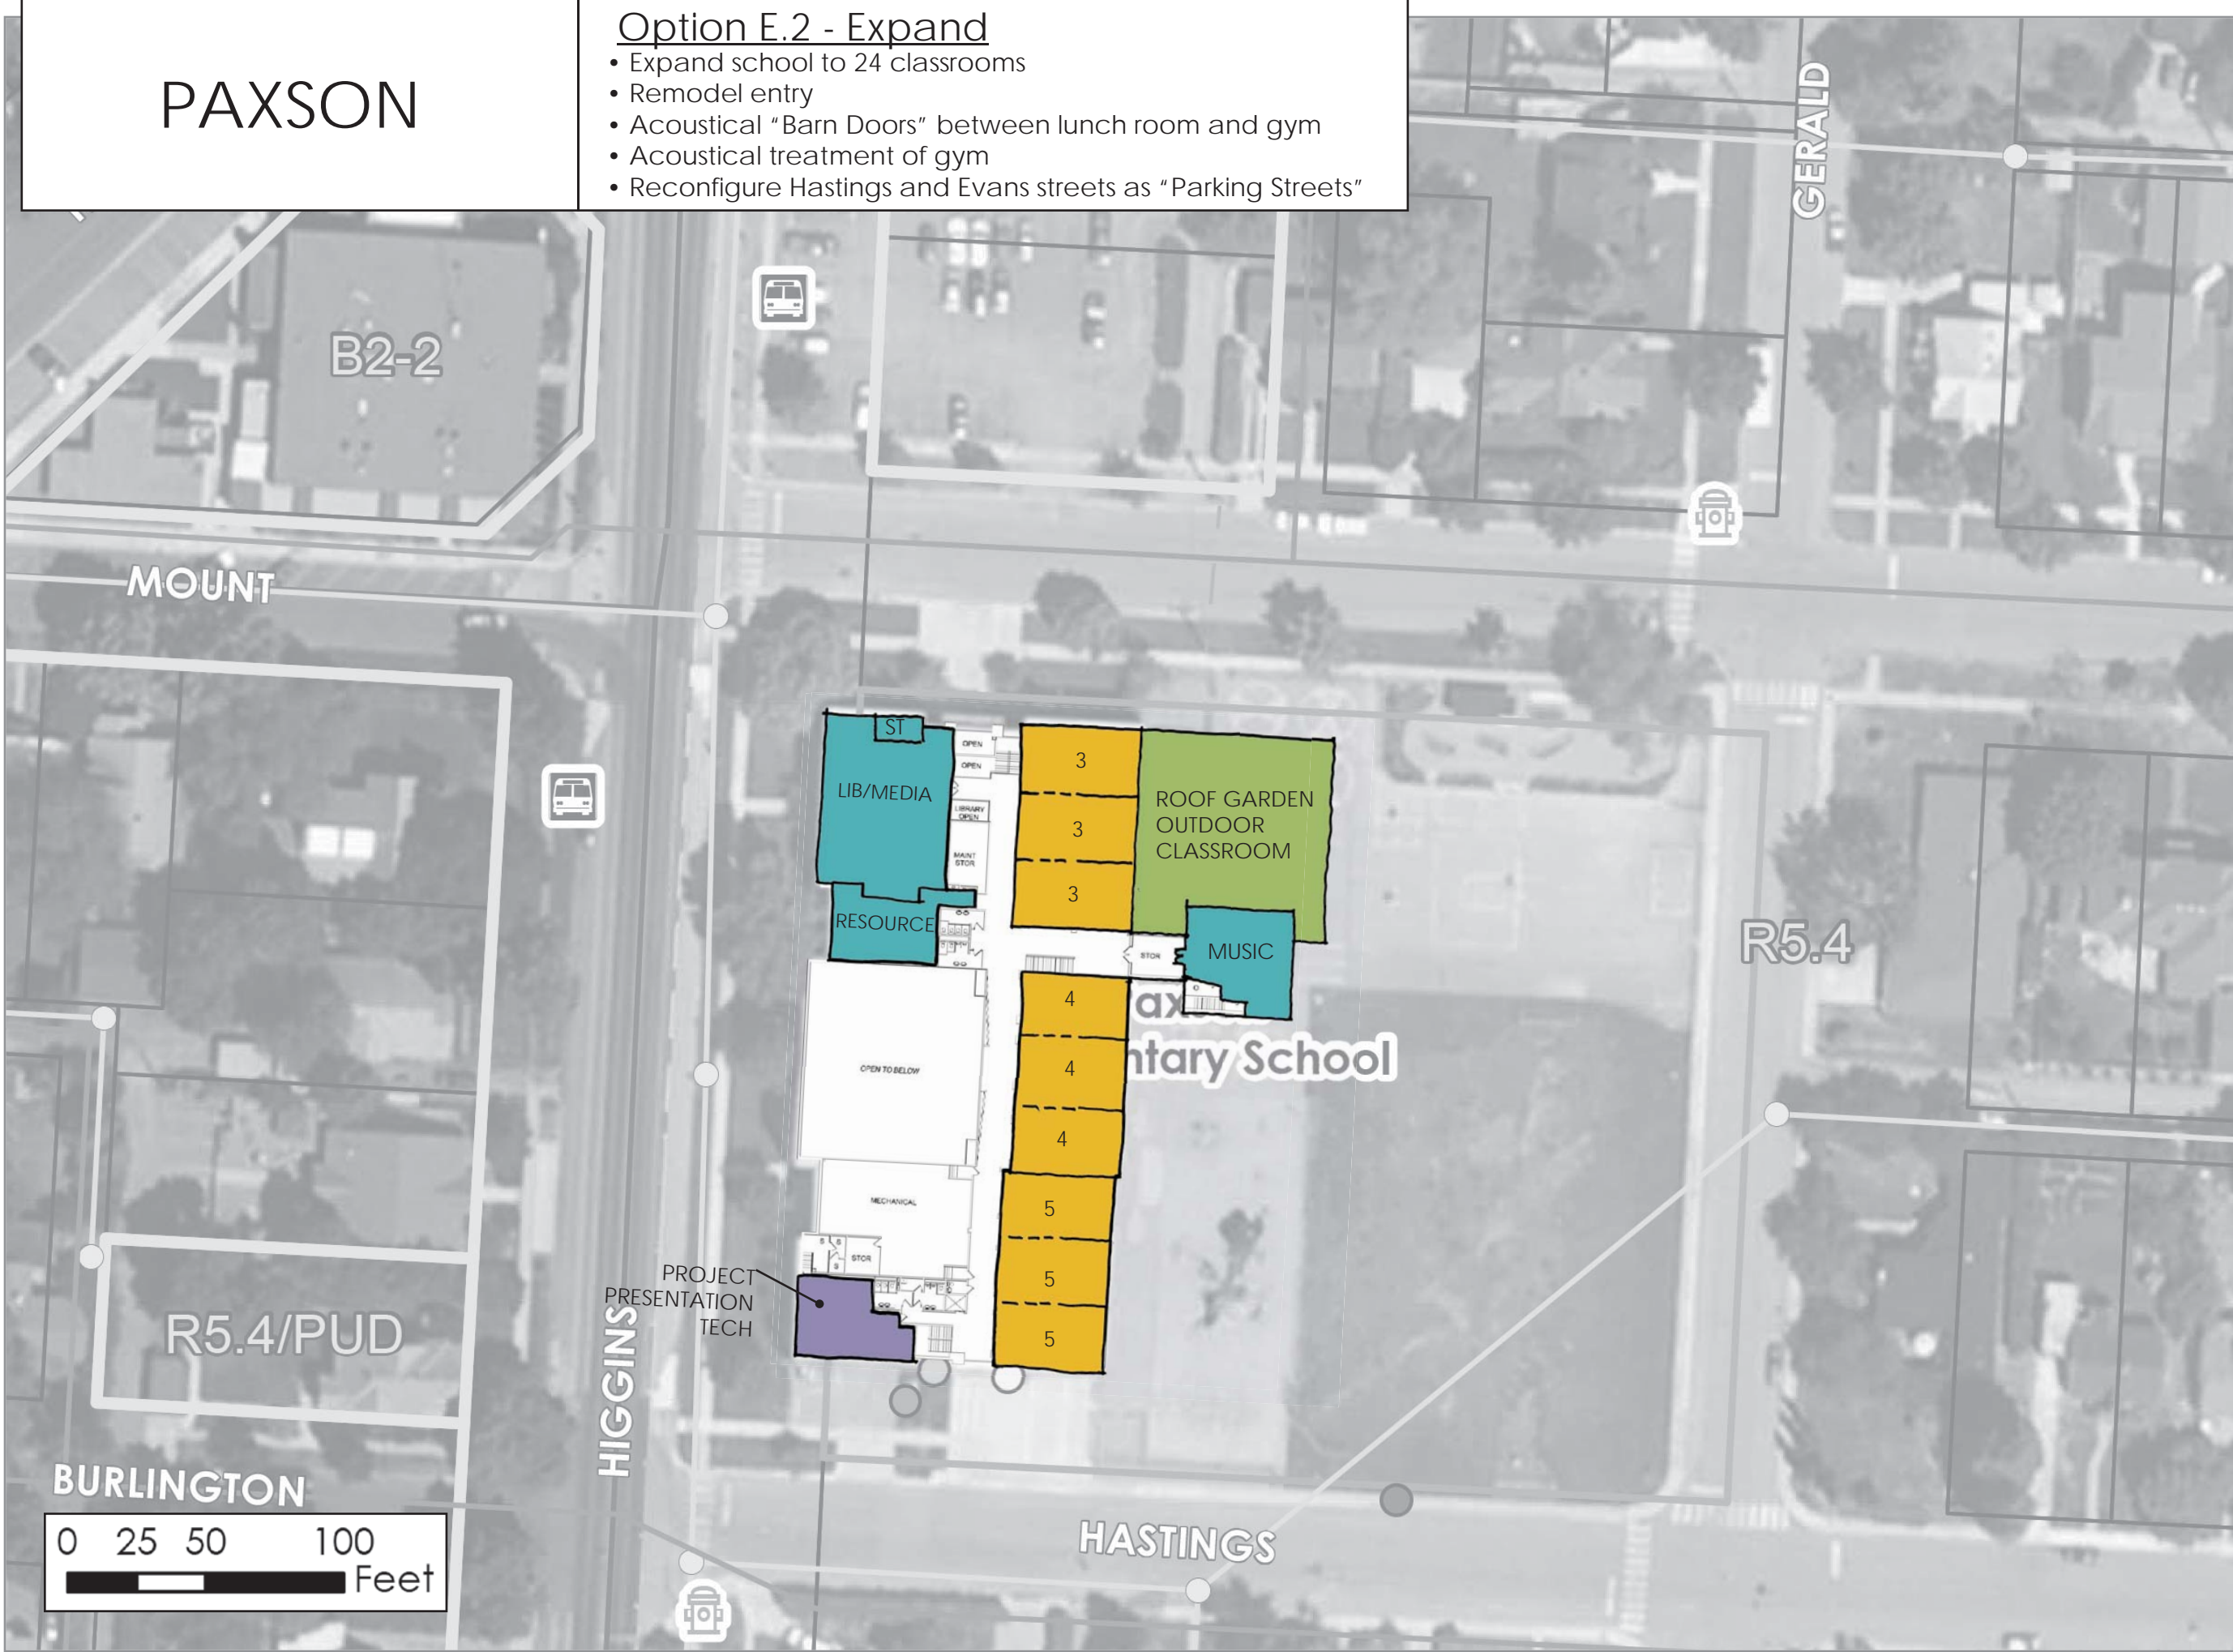 PAXSON
Option E.2 - Expand
• Expand school to 24 classrooms
• Remodel entry
• Acoustical “Barn Doors” between lunch room and gym
• Acoustical treatment of gym
• Reconfigure Hastings and Evans streets as “Parking Streets”
GERALD
B2-2
MOUNT
ST
OPEN
OPEN
LIB/MEDIA
LIBRARY
OPEN
MAINT
STOR
RESOURCE
3
3
3
ROOF GARDEN
OUTDOOR
CLASSROOM
STOR
MUSIC
R5.4
4
4
4
ax
ntary School
OPEN TO BELOW
MECHANICAL
5
5
5
STOR
PROJECT
PRESENTATION
TECH
R5.4/PUD
HIGGINS
BURLINGTON
HASTINGS
0 25 50 100
Feet